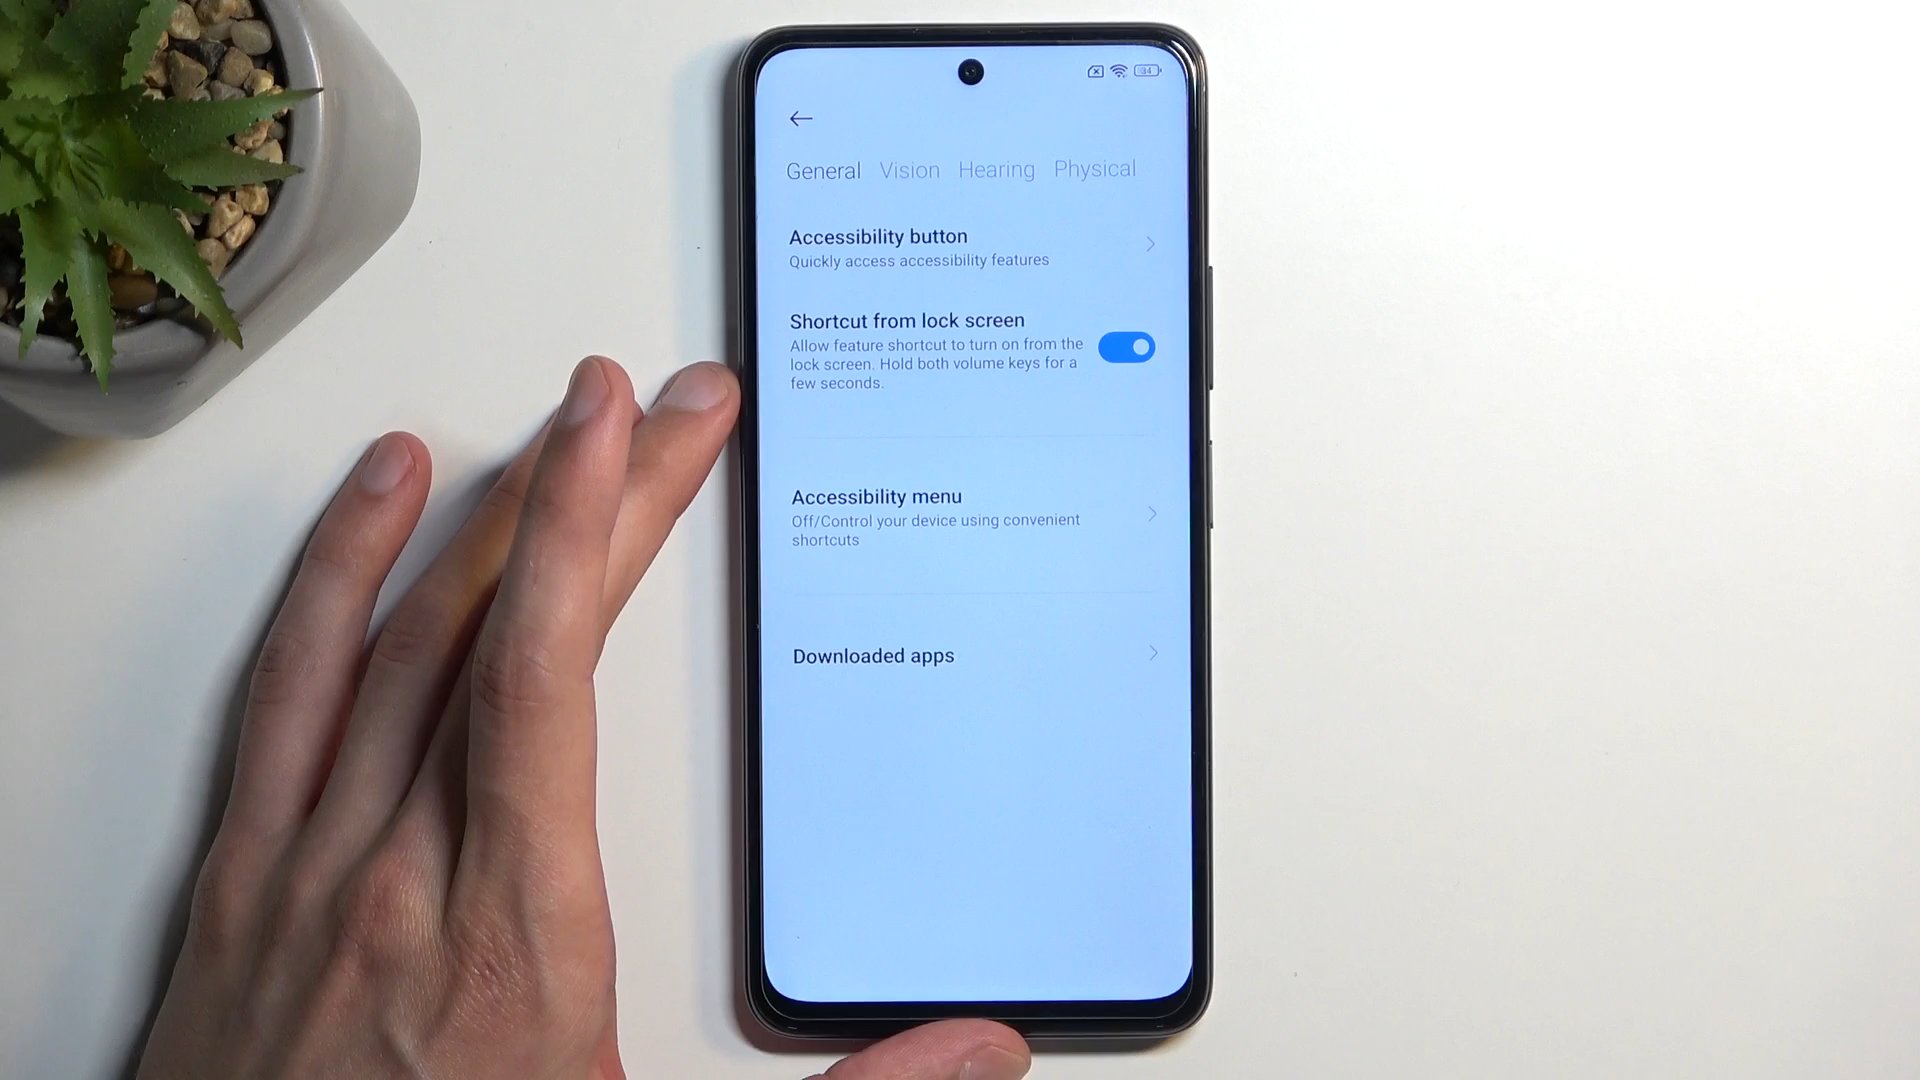 34
General Vision Hearing Physical
Accessibility button
Quickly access accessibility features
Shortcut from lock screen
Allow feature shortcut to turn on from the
lock screen. Hold both volume keys for a
few seconds.
Accessibility menu
Off/Control your device using convenient
shortcuts
Downloaded apps